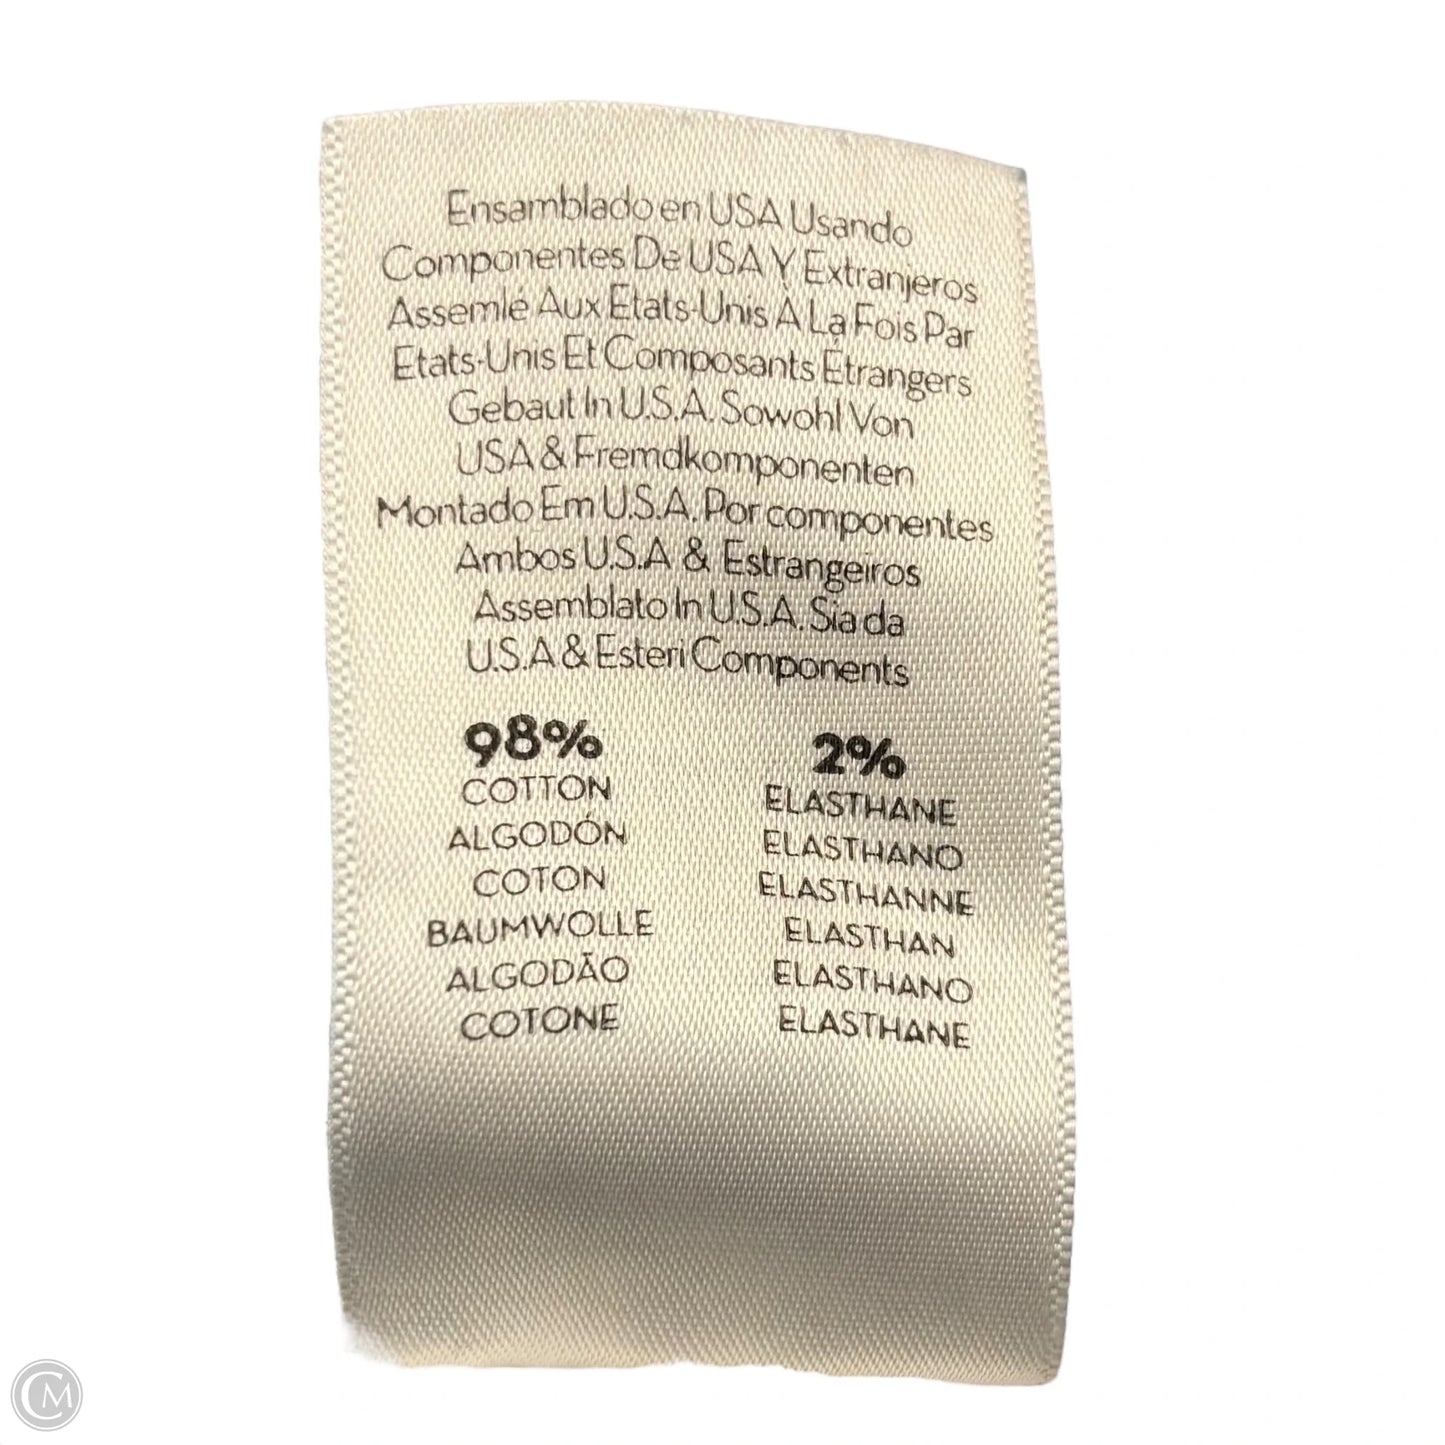 Ensamblado en USA Usando
Componentes De USA Y Extranjeros
Assemlé Aux Etats-Unis À La Fois Par
Etats-Unis Et Composants Étrangers
Gebaut In U.S.A. Sowohl Von
USA & Fremdkomponenten
Montado Em U.S.A. Por componentes
Ambos U.S.A & Estrangeiros
Assemblato In U.S.A. Sia da
U.S.A & Esteri Components
98%
COTTON
ALGODÓN
COTON
BAUMWOLLE
ALGODÃO
COTONE
2%
ELASTHANE
ELASTHANO
ELASTHANNE
ELASTHAN
ELASTHANO
ELASTHANE
CM